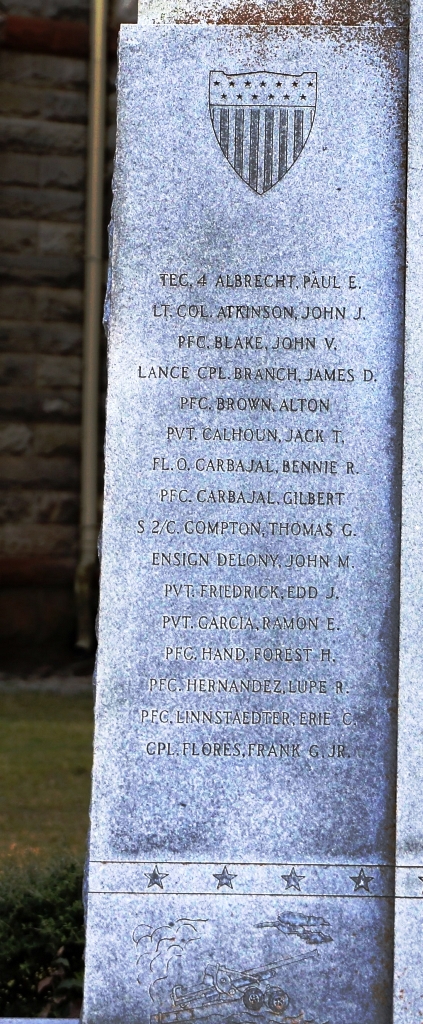 TEC. 4 ALBRECHT, PAUL E.
LT. COL. ATKINSON, JOHN J.
PFC. BLAKE, JOHN V.
LANCE CPL. BRANCH, JAMES D.
PFC. BROWN, ALTON
PVT. CALHOUN, JACK T.
FL. O. CARBAJAL, BENNIE R.
PFC. CARBAJAL, GILBERT
S 2/C. COMPTON, THOMAS G.
ENSIGN DELONY, JOHN M.
PVT. FRIEDRICK, EDD J.
PVT. GARCIA, RAMON E.
PFC. HAND, FOREST H.
PFC. HERNANDEZ, LUPE R.
PFC. LINNSTAEDTER, ERIE C.
CPL. FLORES, FRANK G. JR.